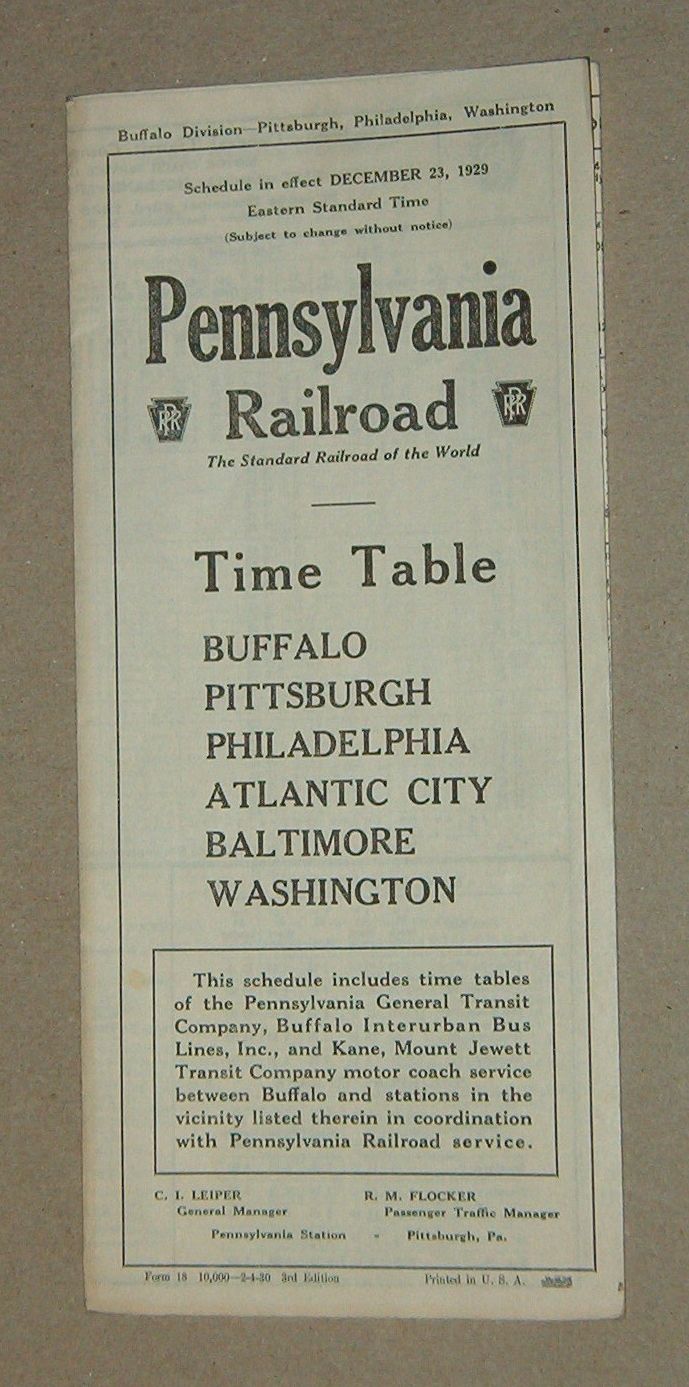 Buffalo Division—Pittsburgh, Philadelphia, Washington
Schedule in effect DECEMBER 23, 1929
Eastern Standard Time
(Subject to change without notice)
Pennsylvania
PRR Railroad PRR
The Standard Railroad of the World
Time Table
BUFFALO
PITTSBURGH
PHILADELPHIA
ATLANTIC CITY
BALTIMORE
WASHINGTON
This schedule includes time tables
of the Pennsylvania General Transit
Company, Buffalo Interurban Bus
Lines, Inc., and Kane, Mount Jewett
Transit Company motor coach service
between Buffalo and stations in the
vicinity listed therein in coordination
with Pennsylvania Railroad service.
C. I. LEIPER R. M. FLOCKER
General Manager Passenger Traffic Manager
Pennsylvania Station - Pittsburgh, Pa.
Form 18 10,000—2-4-30 3rd Edition Printed in U. S. A.